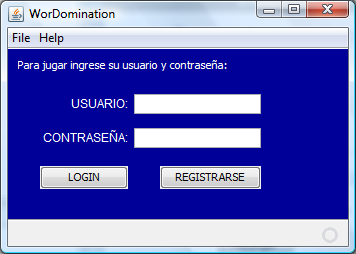 WorDomination
File Help
Para jugar ingrese su usuario y contraseña:
USUARIO:
CONTRASEÑA:
LOGIN REGISTRARSE